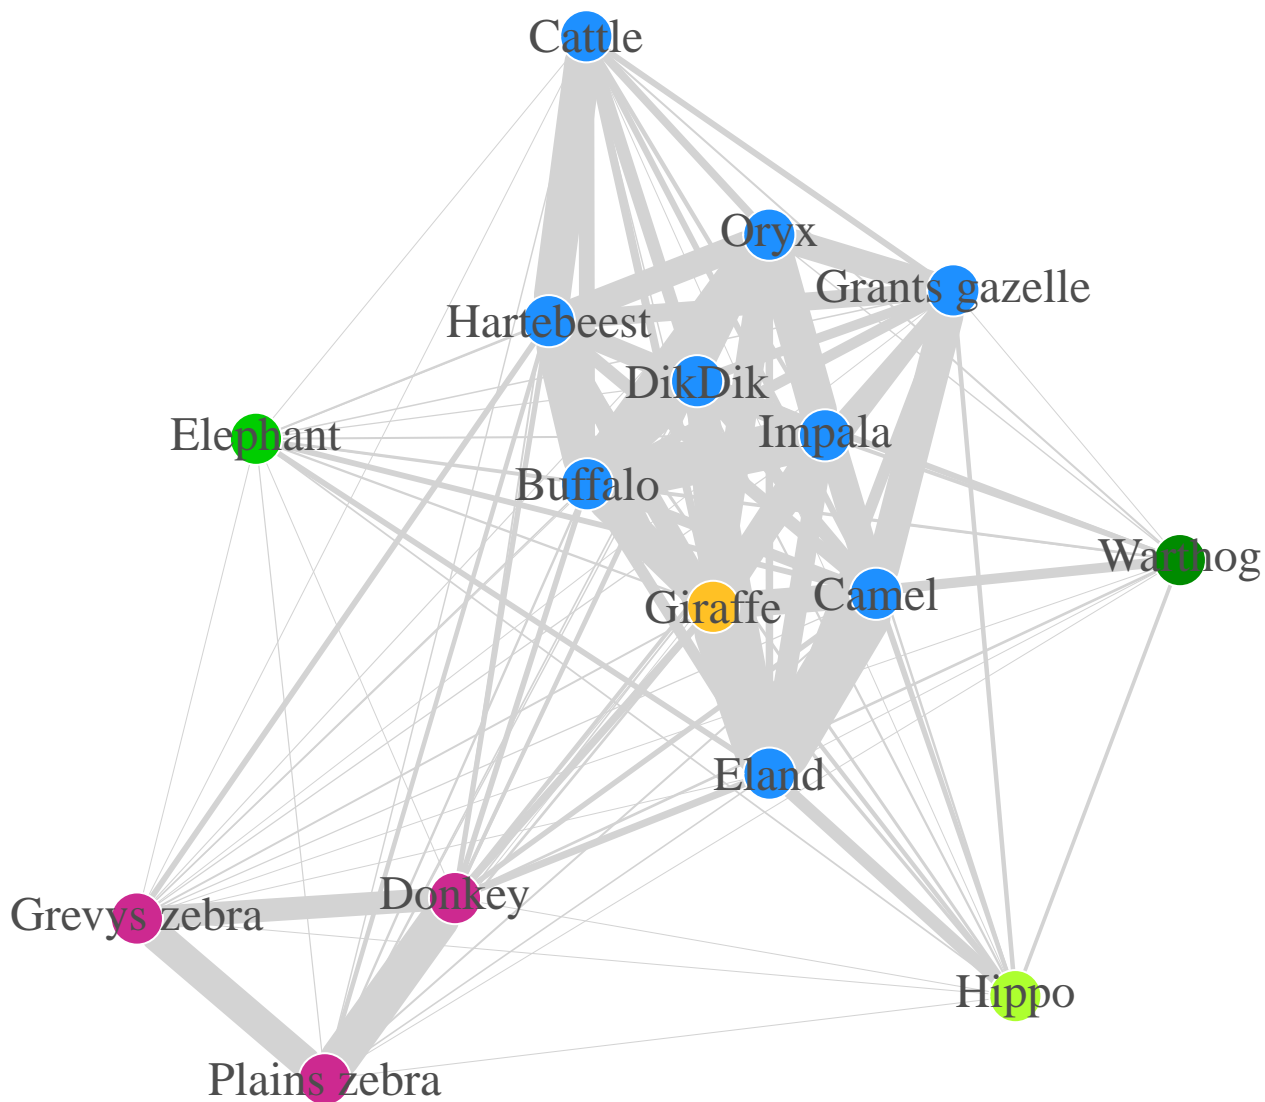 Cattle
Oryx
Grants gazelle
Hartebeest
DikDik
Elephant
Impala
Buffalo
Warthog
Giraffe
Camel
Eland
Donkey
Grevys zebra
Hippo
Plains zebra